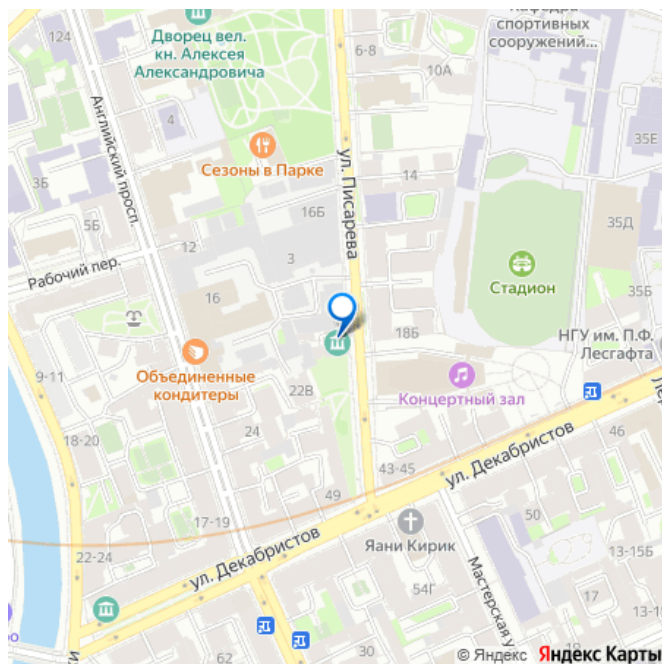 спортивных
сооружений...
124
Дворец вел.
кн. Алексея
Александровича
6-8
10А
Английский просп.
4
ул. Писарева
35Е
Сезоны в Парке
3Б
14
5Б
16Б
35Д
12
3
Рабочий пер.
Стадион
16
35Б
18Б
НГУ им. П.Ф.
Лесгафта
9-11
Объединенные
кондитеры
22В
Концертный зал
18-20
24
43-45
ул. Декабристов
46
49
17-19
50
22-24
ул. Декабристов
Яани Кирик
13-15Б
Мастерская у
54Г
17
30
13
© Яндекс Яндекс Карты